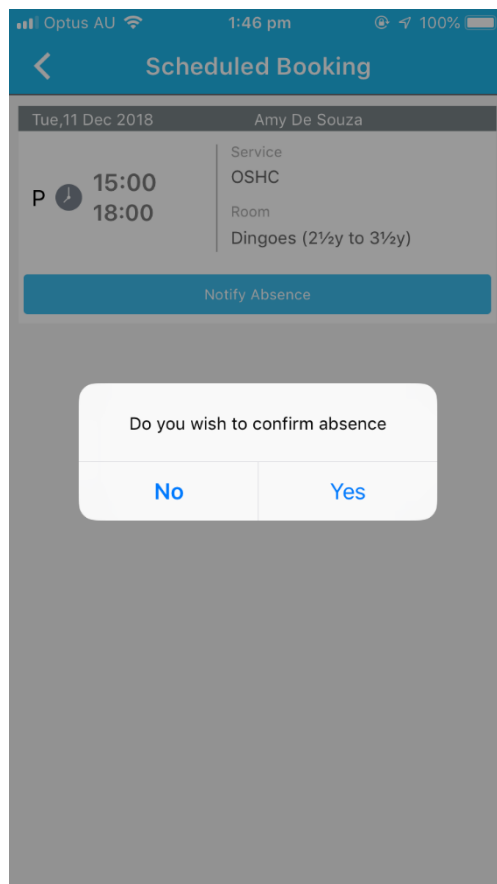 Optus AU 1:46 pm 100%
Scheduled Booking
Tue,11 Dec 2018 Amy De Souza
Service
OSHC
P 15:00
18:00
Room
Dingoes (2½y to 3½y)
Notify Absence
Do you wish to confirm absence
No Yes